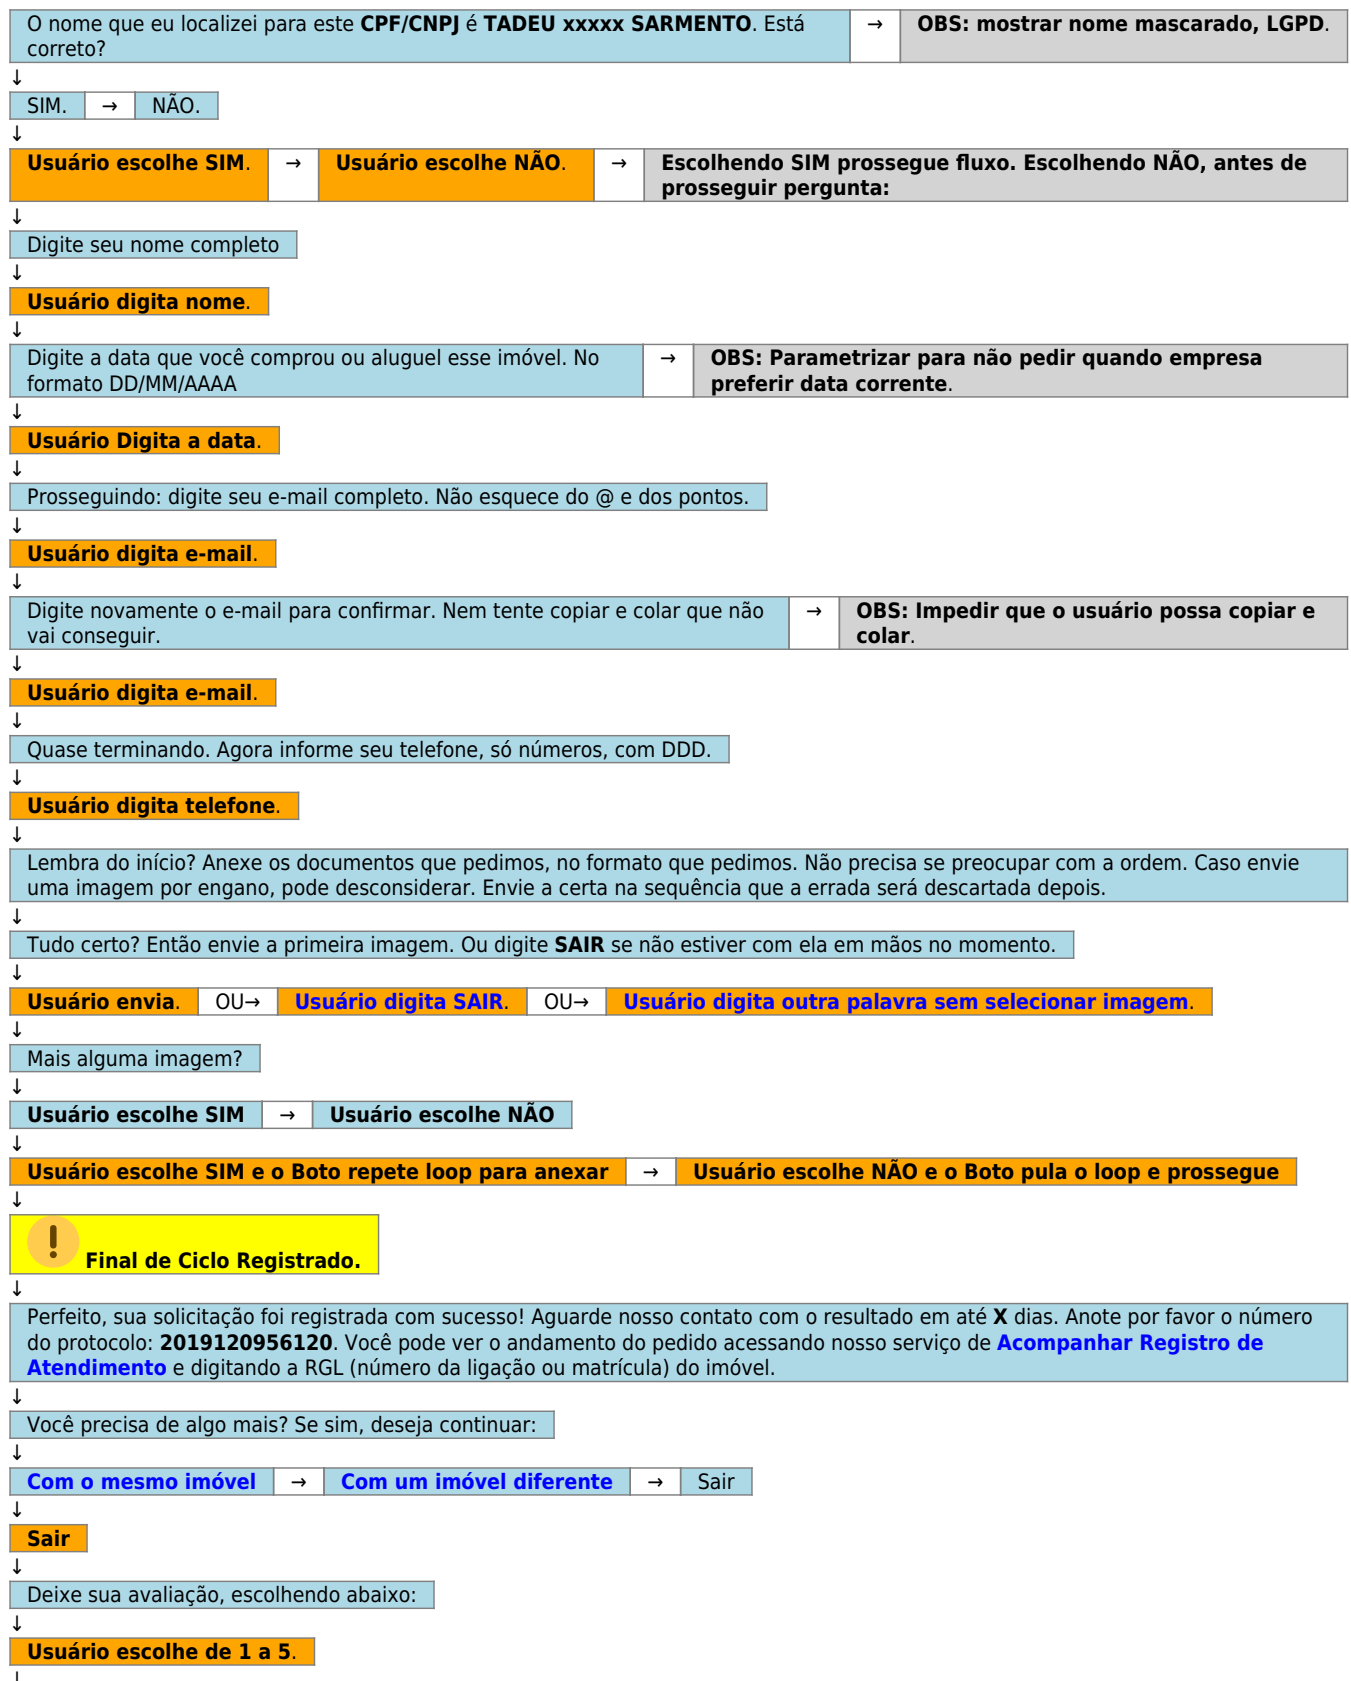 O nome que eu localizei para este CPF/CNPJ é TADEU xxxxx SARMENTO. Está → OBS: mostrar nome mascarado, LGPD.
correto?
↓
SIM. → NÃO.
↓
Usuário escolhe SIM. → Usuário escolhe NÃO. → Escolhendo SIM prossegue fluxo. Escolhendo NÃO, antes de
prosseguir pergunta:
↓
Digite seu nome completo
↓
Usuário digita nome.
↓
Digite a data que você comprou ou aluguel esse imóvel. No → OBS: Parametrizar para não pedir quando empresa
formato DD/MM/AAAA preferir data corrente.
↓
Usuário Digita a data.
↓
Prosseguindo: digite seu e-mail completo. Não esquece do @ e dos pontos.
↓
Usuário digita e-mail.
↓
Digite novamente o e-mail para confirmar. Nem tente copiar e colar que não → OBS: Impedir que o usuário possa copiar e
vai conseguir. colar.
↓
Usuário digita e-mail.
↓
Quase terminando. Agora informe seu telefone, só números, com DDD.
↓
Usuário digita telefone.
↓
Lembra do início? Anexe os documentos que pedimos, no formato que pedimos. Não precisa se preocupar com a ordem. Caso envie
uma imagem por engano, pode desconsiderar. Envie a certa na sequência que a errada será descartada depois.
↓
Tudo certo? Então envie a primeira imagem. Ou digite SAIR se não estiver com ela em mãos no momento.
↓
Usuário envia. OU→ Usuário digita SAIR. OU→ Usuário digita outra palavra sem selecionar imagem.
↓
Mais alguma imagem?
↓
Usuário escolhe SIM → Usuário escolhe NÃO
↓
Usuário escolhe SIM e o Boto repete loop para anexar → Usuário escolhe NÃO e o Boto pula o loop e prossegue
↓
! Final de Ciclo Registrado.
↓
Perfeito, sua solicitação foi registrada com sucesso! Aguarde nosso contato com o resultado em até X dias. Anote por favor o número
do protocolo: 2019120956120. Você pode ver o andamento do pedido acessando nosso serviço de Acompanhar Registro de
Atendimento e digitando a RGL (número da ligação ou matrícula) do imóvel.
↓
Você precisa de algo mais? Se sim, deseja continuar:
↓
Com o mesmo imóvel → Com um imóvel diferente → Sair
↓
Sair
↓
Deixe sua avaliação, escolhendo abaixo:
↓
Usuário escolhe de 1 a 5.
↓